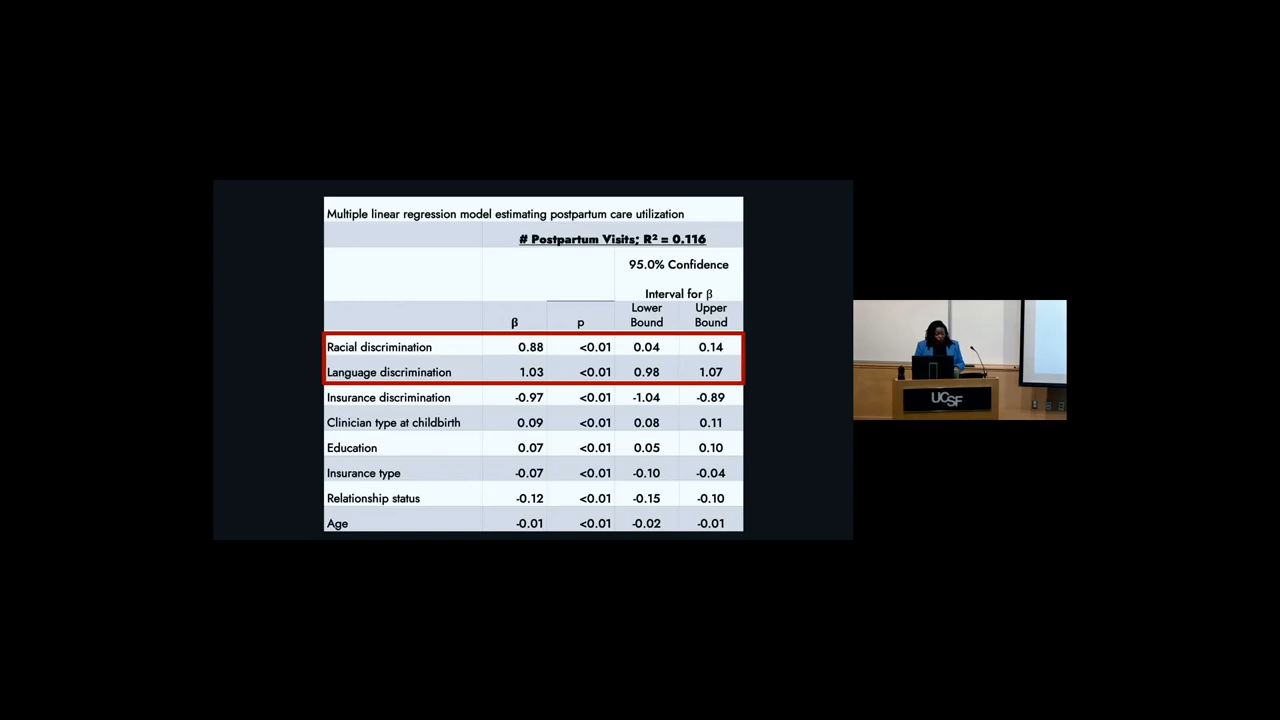 Multiple linear regression model estimating postpartum care utilization
# Postpartum Visits; R² = 0.116
95.0% Confidence
Interval for β
β p Lower Bound Upper Bound
Racial discrimination 0.88 <0.01 0.04 0.14
Language discrimination 1.03 <0.01 0.98 1.07
Insurance discrimination -0.97 <0.01 -1.04 -0.89
Clinician type at childbirth 0.09 <0.01 0.08 0.11
Education 0.07 <0.01 0.05 0.10
Insurance type -0.07 <0.01 -0.10 -0.04
Relationship status -0.12 <0.01 -0.15 -0.10
Age -0.01 <0.01 -0.02 -0.01
UCSF